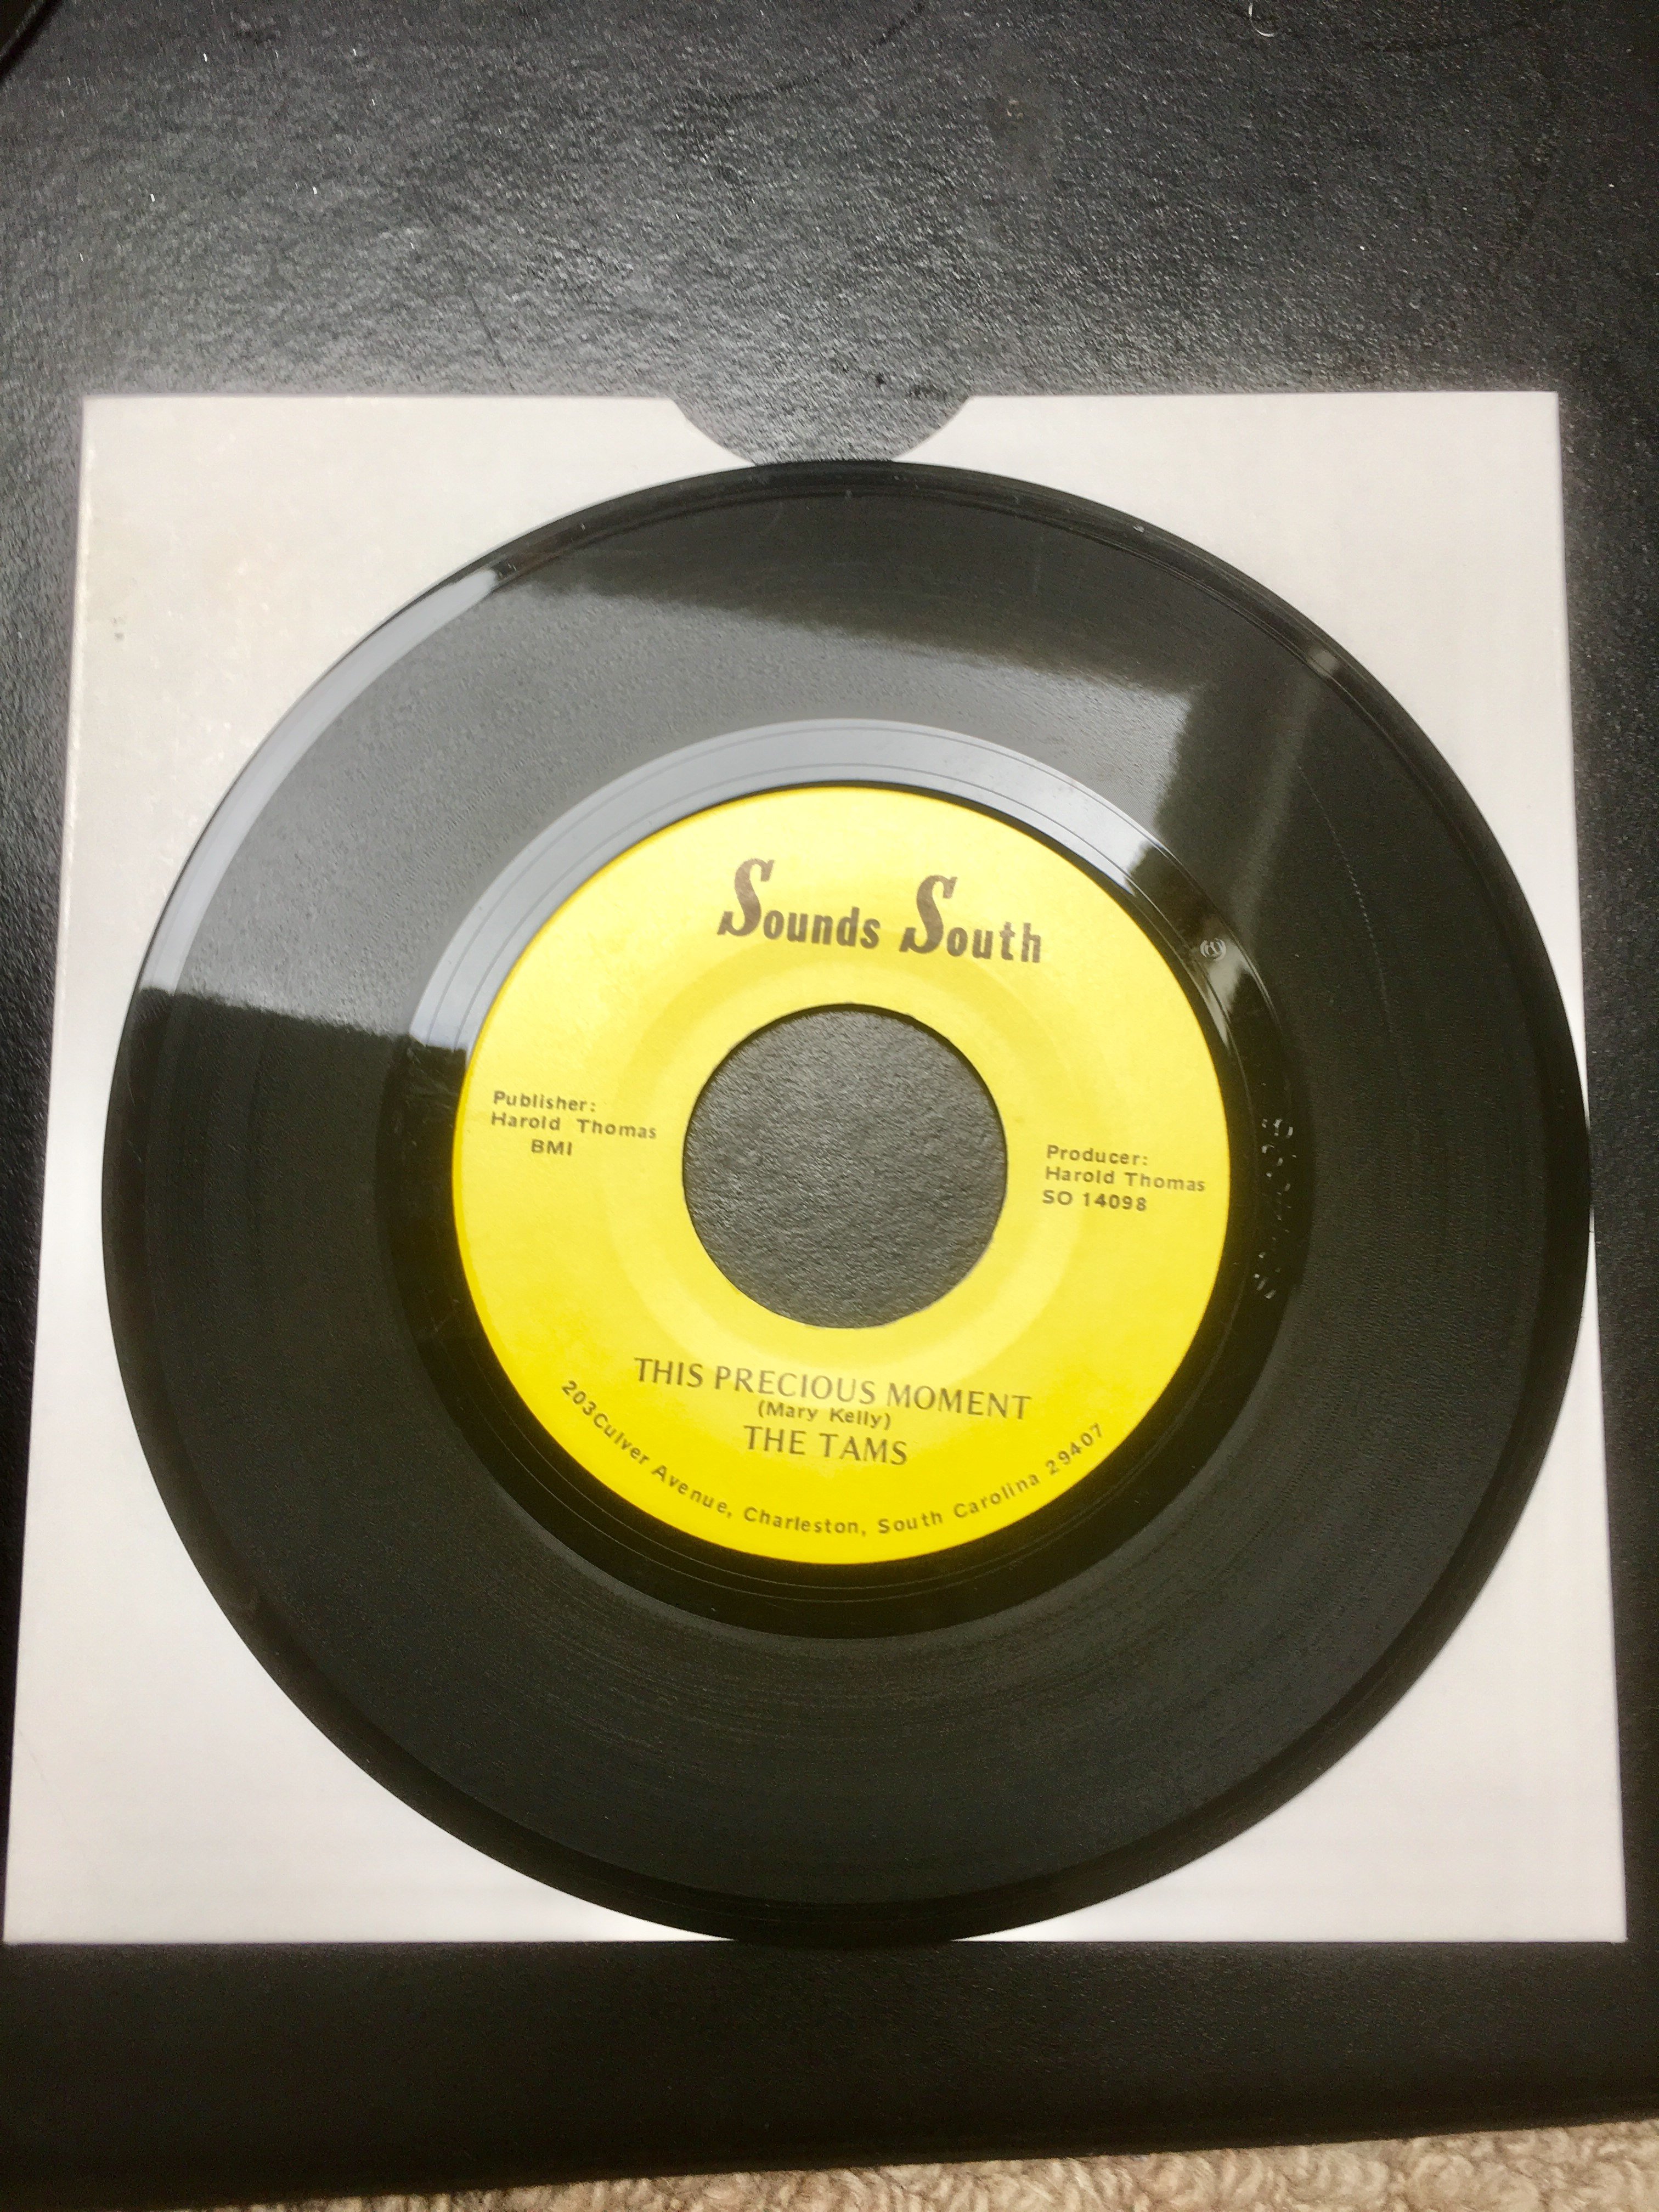 Sounds South
Publisher:
Harold Thomas
BMI
Producer:
Harold Thomas
SO 14098
THIS PRECIOUS MOMENT
(Mary Kelly)
THE TAMS
203Culver Avenue, Charleston, South Carolina 29407